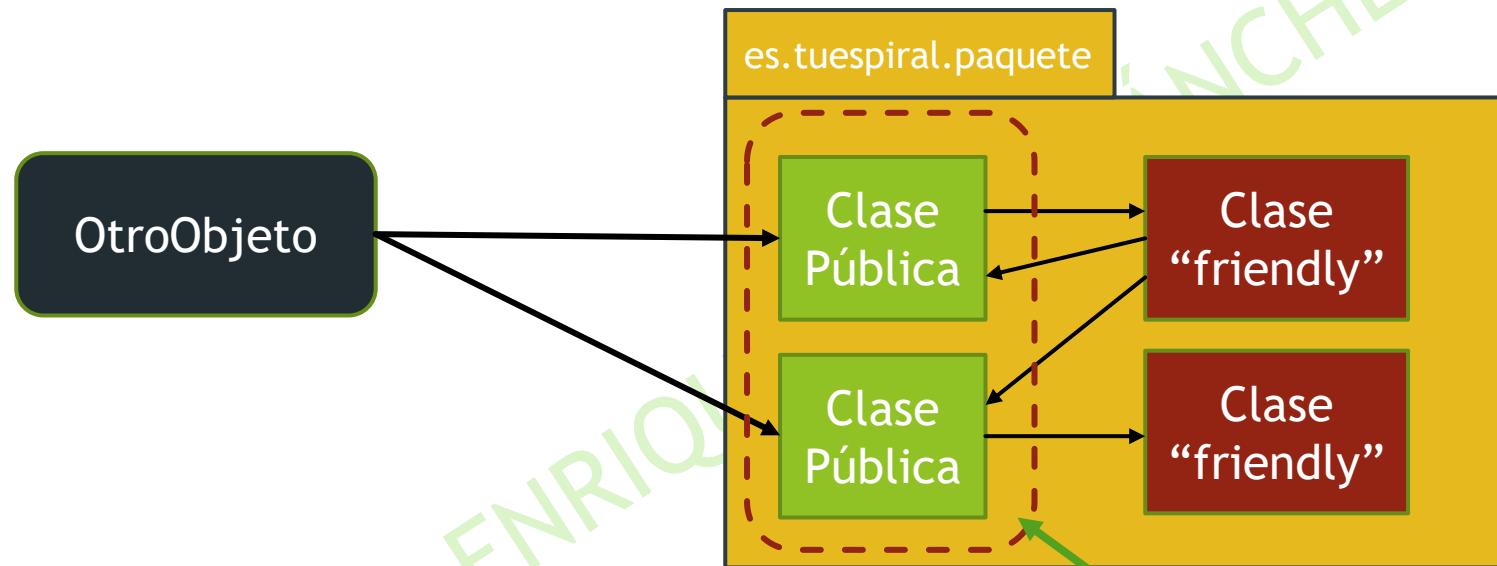 es.tuespiral.paquete
OtroObjeto
Clase
Pública
Clase
“friendly”
Clase
Pública
Clase
“friendly”